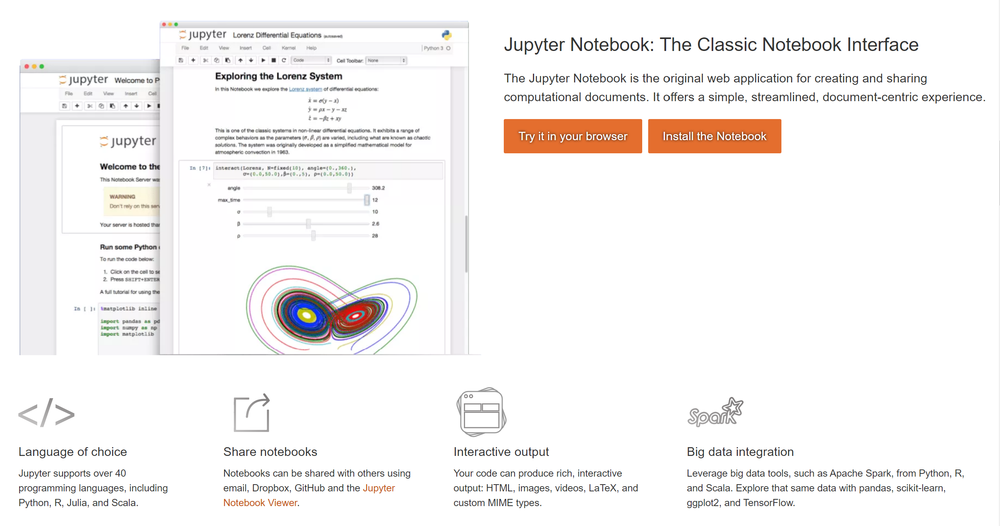 jupyter Lorenz Differential Equations (autosaved)
File Edit View Insert Cell Kernel Help Python 3
Code Cell Toolbar: None
Exploring the Lorenz System
In this Notebook we explore the Lorenz system of differential equations:
ẋ = σ(y − x)
ẏ = ρx − y − xz
ż = −βz + xy
This is one of the classic systems in non-linear differential equations. It exhibits a range of
complex behaviors as the parameters (σ, β, ρ) are varied, including what are known as chaotic
solutions. The system was originally developed as a simplified mathematical model for
atmospheric convection in 1963.
In [7]: interact(Lorenz, N=fixed(10), angle=(0.,360.),
σ=(0.0,50.0),β=(0.,5), ρ=(0.0,50.0))
angle 308.2
max_time 12
σ 10
β 2.6
ρ 28
jupyter Welcome to P
File Edit View Insert Cell
jupyter
Welcome to the
This Notebook Server was
WARNING
Don't rely on this serv
Your server is hosted than
Run some Python
To run the code below:
1. Click on the cell to se
2. Press SHIFT+ENTER
A full tutorial for using the
In [ ]: %matplotlib inline
import pandas as pd
import numpy as np
import matplotlib
Jupyter Notebook: The Classic Notebook Interface
The Jupyter Notebook is the original web application for creating and sharing
computational documents. It offers a simple, streamlined, document-centric experience.
Try it in your browser
Install the Notebook
</>
Language of choice
Jupyter supports over 40
programming languages, including
Python, R, Julia, and Scala.
Share notebooks
Notebooks can be shared with others using
email, Dropbox, GitHub and the Jupyter
Notebook Viewer.
Interactive output
Your code can produce rich, interactive
output: HTML, images, videos, LaTeX, and
custom MIME types.
Spark
Big data integration
Leverage big data tools, such as Apache Spark, from Python, R,
and Scala. Explore that same data with pandas, scikit-learn,
ggplot2, and TensorFlow.